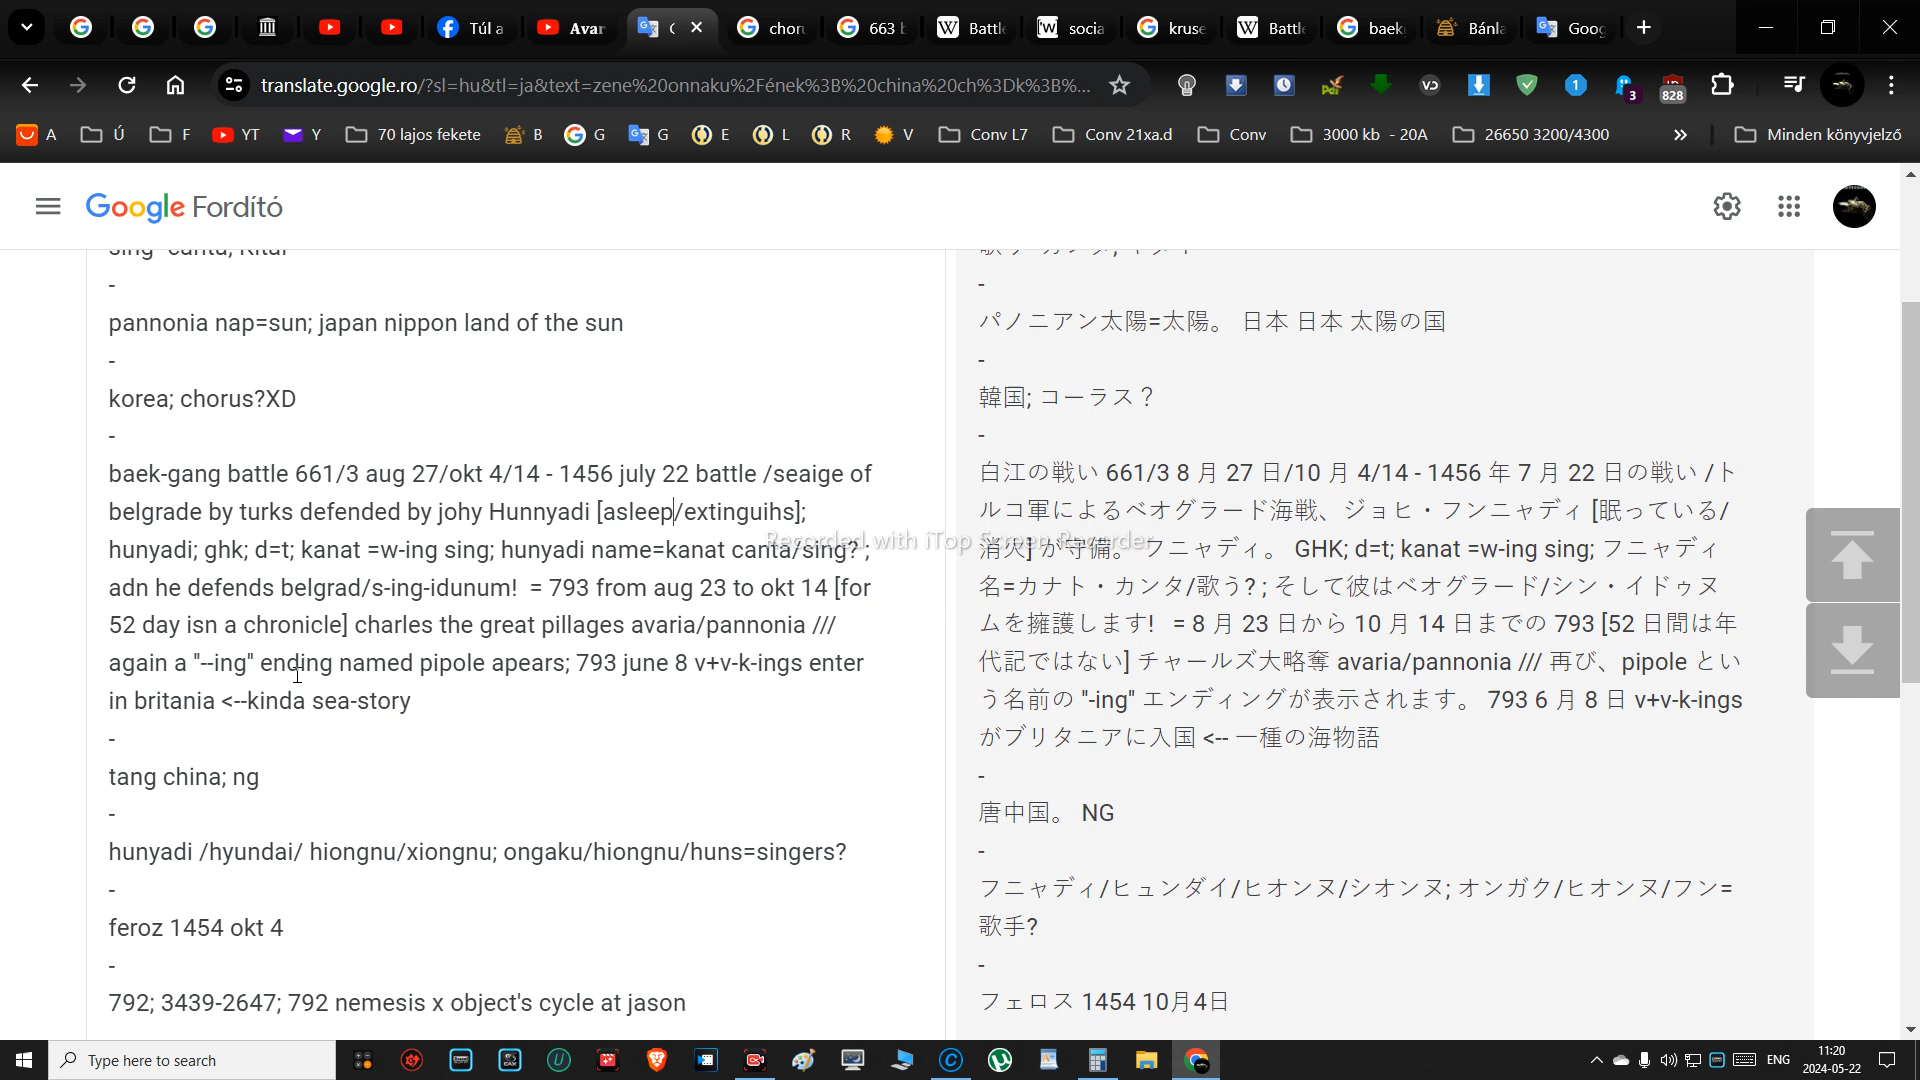 Túl a
Avar
chor
663 b
Battl
socia
kruse
Battl
baek
Bánla
Goog
translate.google.ro/?sl=hu&tl=ja&text=zene%20onnaku%2Fének%3B%20china%20ch%3Dk%3B%...
3
828
A
Ú
F
YT
Y
70 lajos fekete
B
G
G
E
L
R
V
Conv L7
Conv 21xa.d
Conv
3000 kb - 20A
26650 3200/4300
»
Minden könyvjelző
Google Fordító
-
pannonia nap=sun; japan nippon land of the sun
-
korea; chorus?XD
-
baek-gang battle 661/3 aug 27/okt 4/14 - 1456 july 22 battle /seaige of
belgrade by turks defended by johy Hunnyadi [asleep/extinguihs];
hunyadi; ghk; d=t; kanat =w-ing sing; hunyadi name=kanat canta/sing? ;
adn he defends belgrad/s-ing-idunum!  = 793 from aug 23 to okt 14 [for
52 day isn a chronicle] charles the great pillages avaria/pannonia ///
again a "--ing" ending named pipole apears; 793 june 8 v+v-k-ings enter
in britania <--kinda sea-story
-
tang china; ng
-
hunyadi /hyundai/ hiongnu/xiongnu; ongaku/hiongnu/huns=singers?
-
feroz 1454 okt 4
-
792; 3439-2647; 792 nemesis x object's cycle at jason
-
パノニアン太陽=太陽。 日本 日本 太陽の国
-
韓国; コーラス？
-
白江の戦い 661/3 8 月 27 日/10 月 4/14 - 1456 年 7 月 22 日の戦い /ト
ルコ軍によるベオグラード海戦、ジョヒ・フンニャディ [眠っている/
消火] が守備。 フニャディ。 GHK; d=t; kanat =w-ing sing; フニャディ
名=カナト・カンタ/歌う? ; そして彼はベオグラード/シン・イドゥヌ
ムを擁護します!  = 8 月 23 日から 10 月 14 日までの 793 [52 日間は年
代記ではない] チャールズ大略奪 avaria/pannonia /// 再び、pipole とい
う名前の "-ing" エンディングが表示されます。 793 6 月 8 日 v+v-k-ings
がブリタニアに入国 <-- 一種の海物語
-
唐中国。 NG
-
フニャディ/ヒュンダイ/ヒオンヌ/シオンヌ; オンガク/ヒオンヌ/フン=
歌手?
-
フェロス 1454 10月4日
Recorded with iTop Screen Recorder
Type here to search
ENG
11:20
2024-05-22